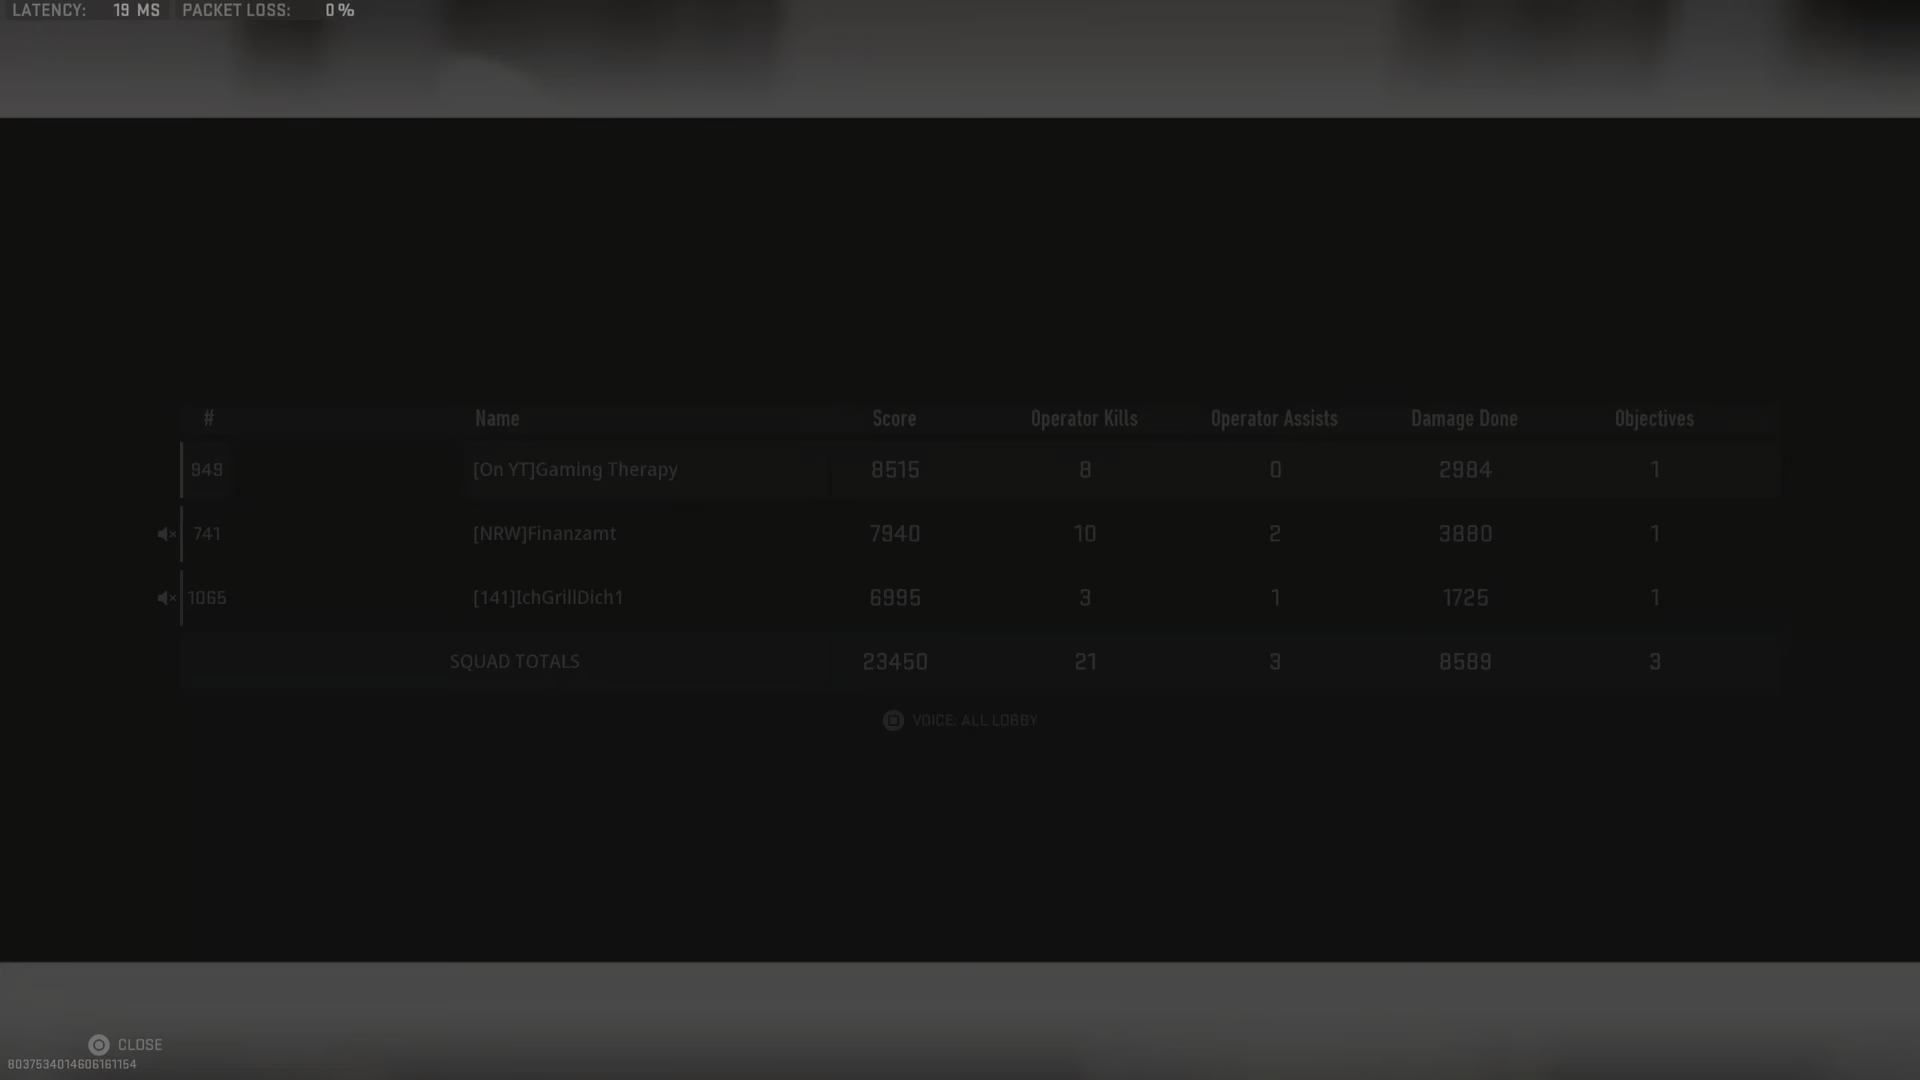 LATENCY: 19 MS PACKET LOSS: 0 %
# Name Score Operator Kills Operator Assists Damage Done Objectives
949 [On YT]Gaming Therapy 8515 8 0 2984 1
741 [NRW]Finanzamt 7940 10 2 3880 1
1065 [141]IchGrillDich1 6995 3 1 1725 1
SQUAD TOTALS 23450 21 3 8589 3
VOICE: ALL LOBBY
CLOSE
8037534014606161154